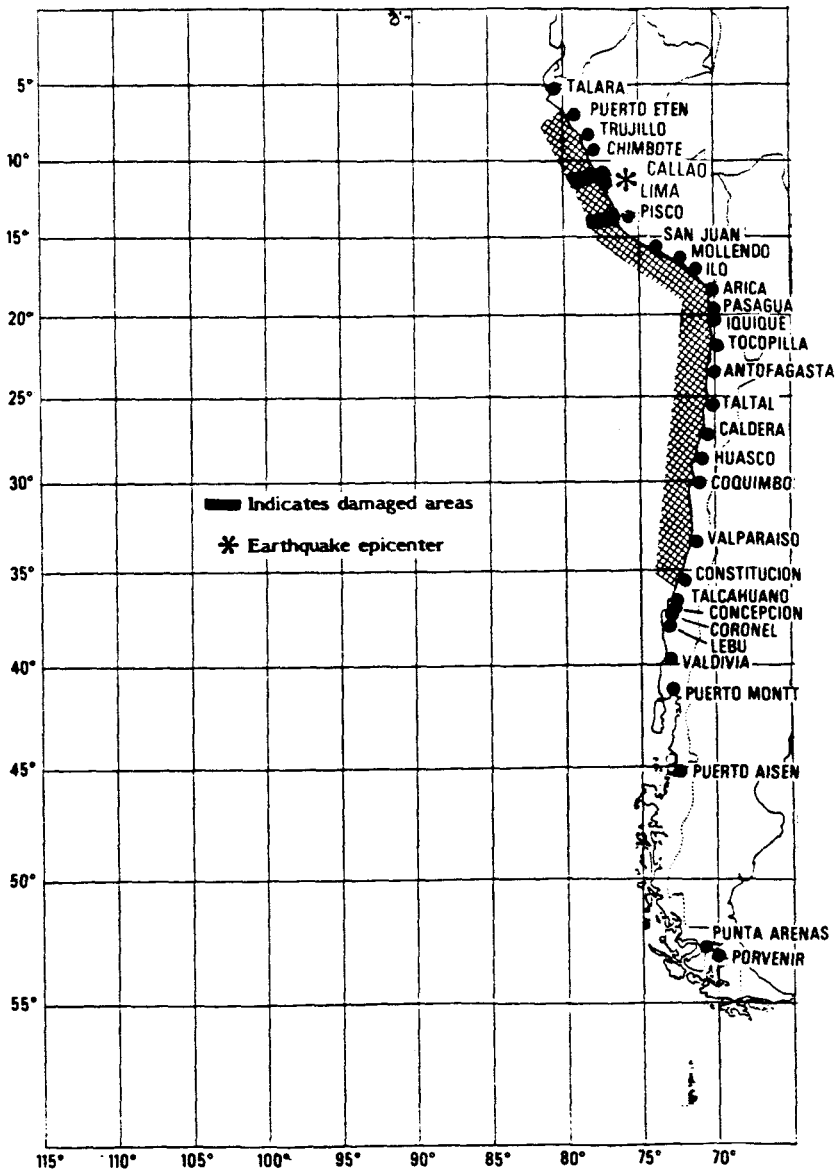 5° TALARA
PUERTO ETEN
TRUJILLO
CHIMBOTE
10°
CALLAO
LIMA
PISCO
15° SAN JUAN
MOLLENDO
ILO
ARICA
PASAGUA
20° IQUIQUE
TOCOPILLA
ANTOFAGASTA
25° TALTAL
CALDERA
HUASCO
30° COQUIMBO
Indicates damaged areas
VALPARAISO
Earthquake epicenter
35° CONSTITUCION
TALCAHUANO
CONCEPCION
CORONEL
LEBU
40° VALDIVIA
PUERTO MONTT
45° PUERTO AISEN
50°
PUNTA ARENAS
PORVENIR
55°
115° 110° 105° 100° 95° 90° 85° 80° 75° 70°